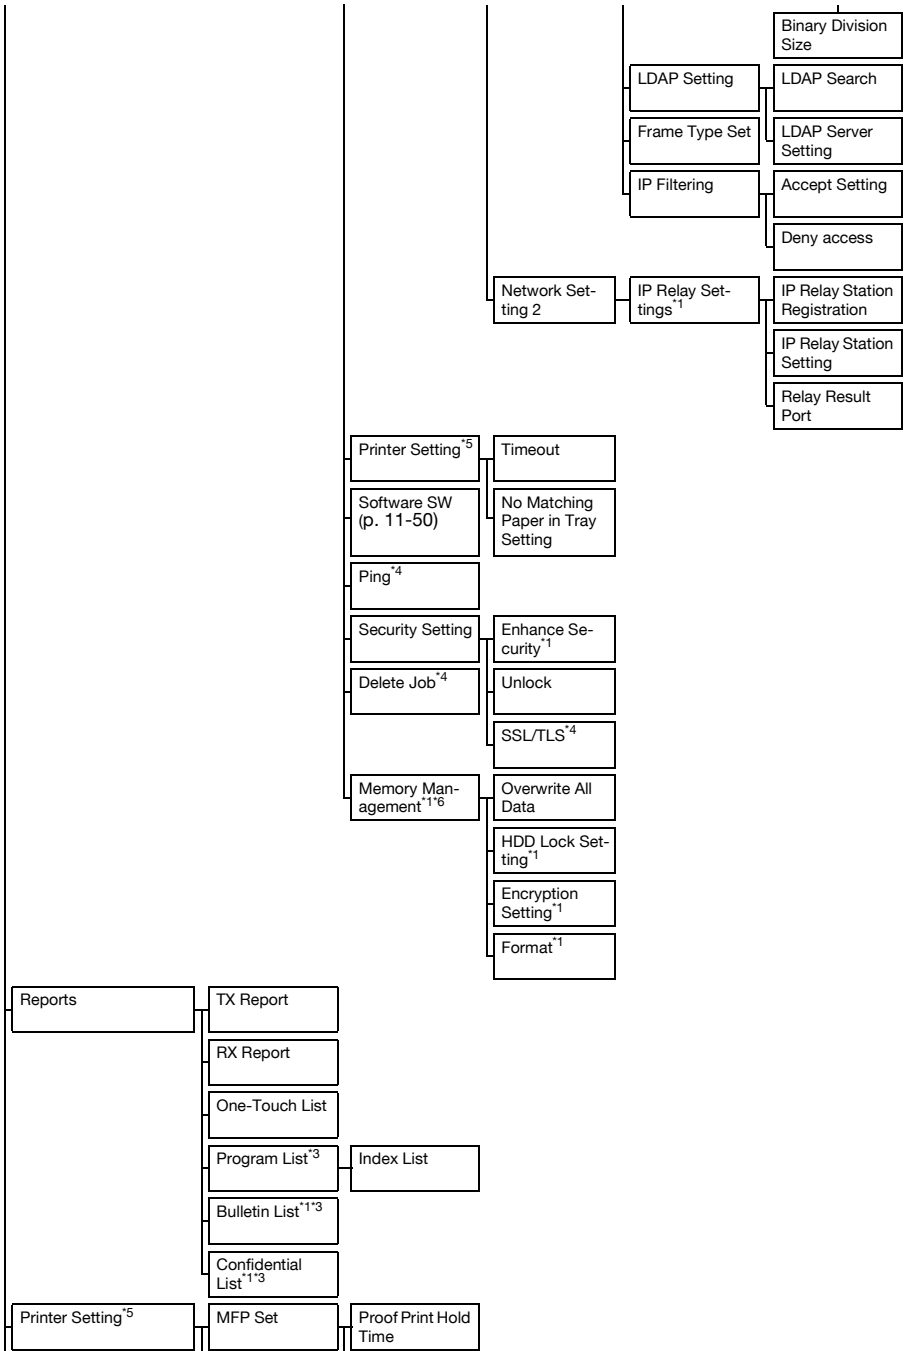 Binary Division
Size
LDAP Setting
LDAP Search
Frame Type Set
LDAP Server
Setting
IP Filtering
Accept Setting
Deny access
Network Set-
ting 2
IP Relay Set-
tings*1
IP Relay Station
Registration
IP Relay Station
Setting
Relay Result
Port
Printer Setting*5
Timeout
Software SW
(p. 11-50)
No Matching
Paper in Tray
Setting
Ping*4
Security Setting
Enhance Se-
curity*1
Delete Job*4
Unlock
SSL/TLS*4
Memory Man-
agement*1*6
Overwrite All
Data
HDD Lock Set-
ting*1
Encryption
Setting*1
Format*1
Reports
TX Report
RX Report
One-Touch List
Program List*3
Index List
Bulletin List*1*3
Confidential
List*1*3
Printer Setting*5
MFP Set
Proof Print Hold
Time